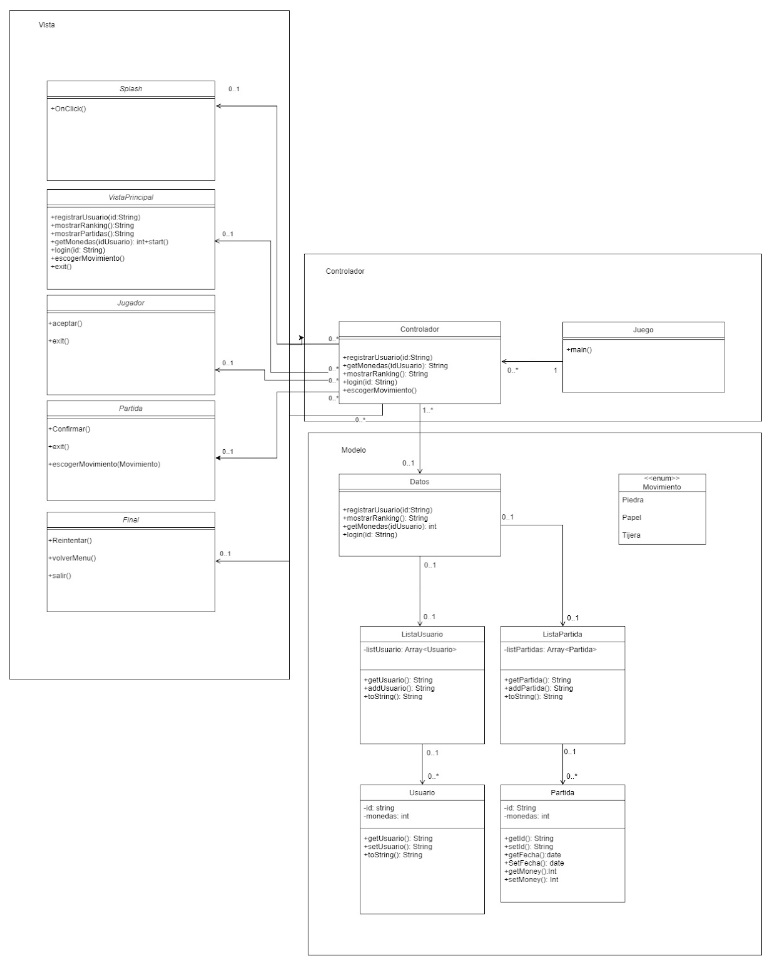 Vista
Splash
0..1
+OnClick()
VistaPrincipal
+registrarUsuario(id:String)
+mostrarRanking():String
+mostrarPartidas():String
+getMonedas(idUsuario): int+start()
+login(id: String)
+escogerMovimiento()
+exit()
0..1
Jugador
+aceptar()
+exit()
0..1
Partida
+Confirmar()
+exit()
+escogerMovimiento(Movimiento)
0..1
Final
+Reintentar()
+volverMenu()
+salir()
0..1
Controlador
Controlador
+registrarUsuario(id:String)
+getMonedas(idUsuario): String
+mostrarRanking(): String
+login(id: String)
+escogerMovimiento()
0..*
0..*
0..*
0..*
0..*
Juego
+main()
0..*
1
1..*
Modelo
0..1
Datos
+registrarUsuario(id:String)
+mostrarRanking(): String
+getMonedas(idUsuario): int
+login(id: String)
0..1
0..1
<<enum>>
Movimiento
Piedra
Papel
Tijera
0..1
0..1
ListaUsuario
-listUsuario: Array<Usuario>
+getUsuario(): String
+addUsuario(): String
+toString(): String
ListaPartida
-listPartidas: Array<Partida>
+getPartida(): String
+addPartida(): String
+toString(): String
0..1
0..1
0..*
0..*
Usuario
-id: string
-monedas: int
+getUsuario(): String
+setUsuario(): String
+toString(): String
Partida
-id: String
-monedas: int
+getId(): String
+setId(): String
+getFecha():date
+SetFecha(): date
+getMoney():Int
+setMoney(): Int